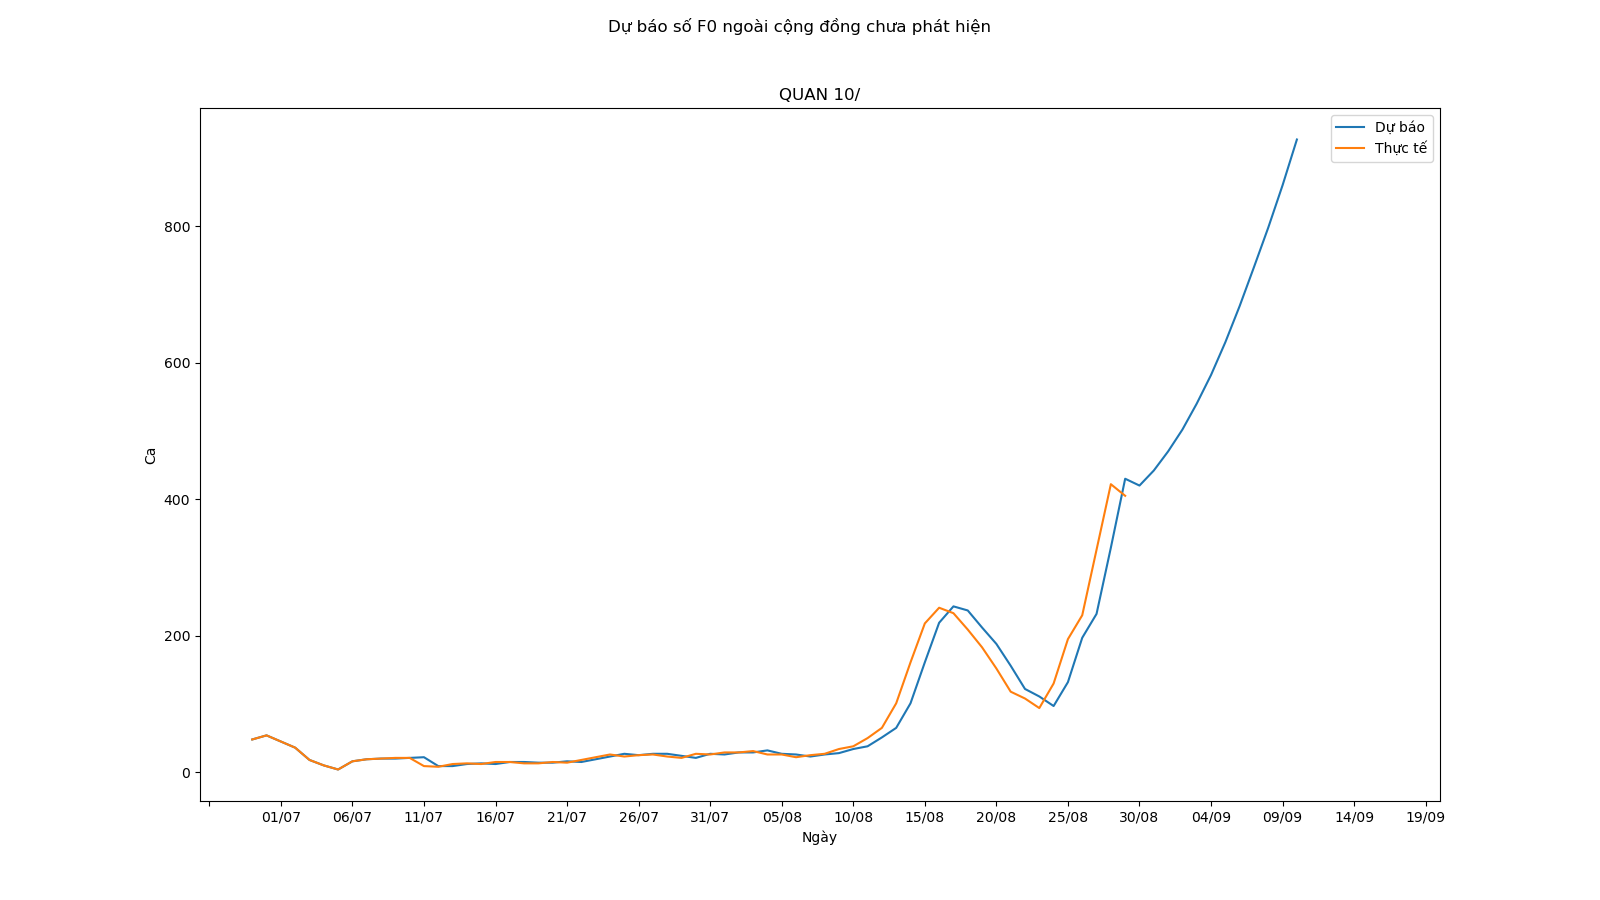 Dự báo số F0 ngoài cộng đồng chưa phát hiện
QUAN 10/
Dự báo
Thực tế
800
600
400
200
0
Ca
01/07 06/07 11/07 16/07 21/07 26/07 31/07 05/08 10/08 15/08 20/08 25/08 30/08 04/09 09/09 14/09 19/09
Ngày